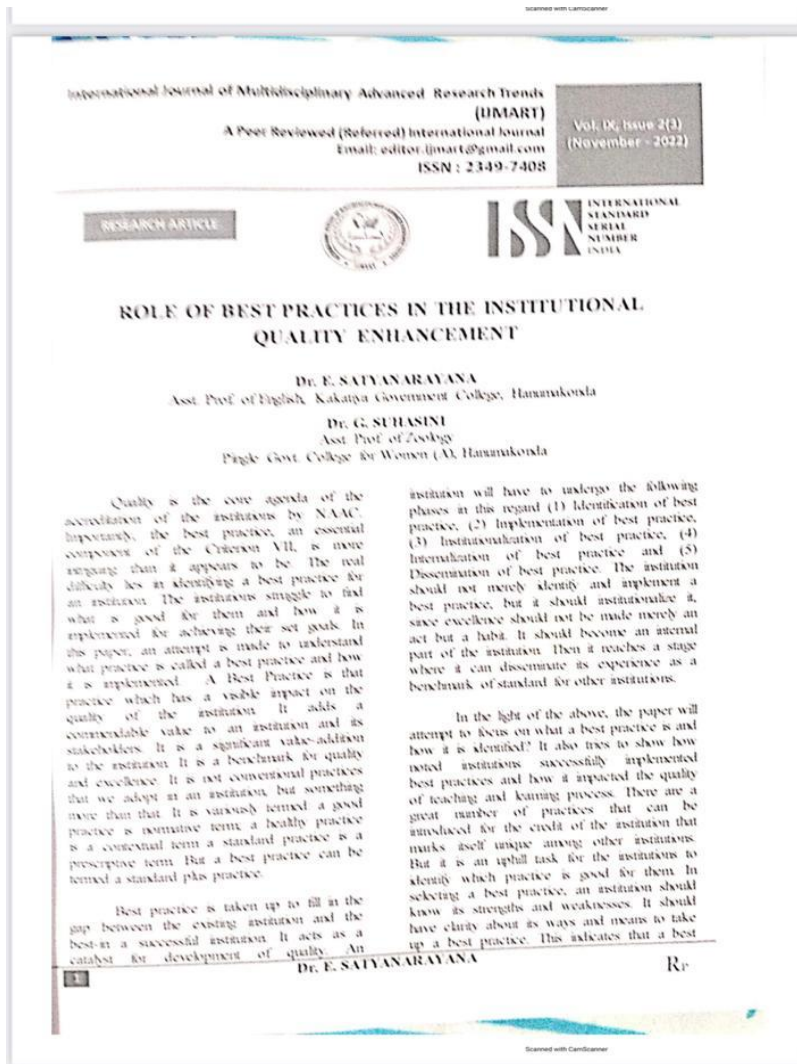 Scanned with CamScanner
International Journal of Multidisciplinary Advanced Research Trends
(IJMART)
A Peer Reviewed (Referred) International Journal
Email: editor.ijmart@gmail.com
ISSN : 2349-7408
Vol. IX, Issue 2(3)
(November - 2022)
RESEARCH ARTICLE
ISSN
INTERNATIONAL
STANDARD
SERIAL
NUMBER
INDIA
ROLE OF BEST PRACTICES IN THE INSTITUTIONAL
QUALITY ENHANCEMENT
Dr. E. SATYANARAYANA
Asst. Prof. of English, Kakatiya Government College, Hanumakonda
Dr. G. SUHASINI
Asst. Prof. of Zoology
Pingle Govt. College for Women (A), Hanumakonda
Quality is the core agenda of the
accreditation of the institutions by NAAC.
Importantly, the best practice, an essential
component of the Criterion VII, is more
intriguing than it appears to be. The real
difficulty lies in identifying a best practice for
an institution. The institutions struggle to find
what is good for them and how it is
implemented for achieving their set goals. In
this paper, an attempt is made to understand
what practice is called a best practice and how
it is implemented. A Best Practice is that
practice which has a visible impact on the
quality of the institution. It adds a
commendable value to an institution and its
stakeholders. It is a significant value-addition
to the institution. It is a benchmark for quality
and excellence. It is not conventional practices
that we adopt in an institution, but something
more than that. It is variously termed: a good
practice is normative term, a healthy practice
is a contextual term a standard practice is a
prescriptive term. But a best practice can be
termed a standard plus practice.
Best practice is taken up to fill in the
gap between the existing institution and the
best-in a successful institution. It acts as a
catalyst for development of quality. An
institution will have to undergo the following
phases in this regard (1) Identification of best
practice, (2) Implementation of best practice,
(3) Institutionalization of best practice, (4)
Internalization of best practice and (5)
Dissemination of best practice. The institution
should not merely identify and implement a
best practice, but it should institutionalize it,
since excellence should not be made merely an
act but a habit. It should become an internal
part of the institution. Then it reaches a stage
where it can disseminate its experience as a
benchmark of standard for other institutions.
In the light of the above, the paper will
attempt to focus on what a best practice is and
how it is identified? It also tries to show how
noted institutions successfully implemented
best practices and how it impacted the quality
of teaching and learning process. There are a
great number of practices that can be
introduced for the credit of the institution that
marks itself unique among other institutions.
But it is an uphill task for the institutions to
identify which practice is good for them. In
selecting a best practice, an institution should
know its strengths and weaknesses. It should
have clarity about its ways and means to take
up a best practice. This indicates that a best
1
Dr. E. SATYANARAYANA
Rp
Scanned with CamScanner